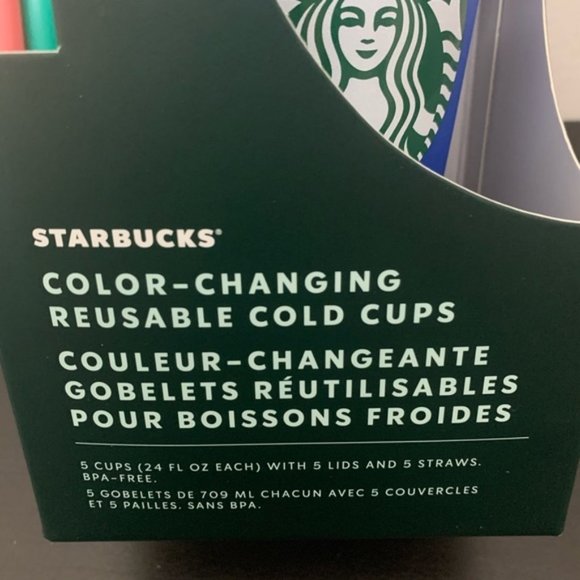 STARBUCKS®
COLOR-CHANGING
REUSABLE COLD CUPS
COULEUR-CHANGEANTE
GOBELETS RÉUTILISABLES
POUR BOISSONS FROIDES
5 CUPS (24 FL OZ EACH) WITH 5 LIDS AND 5 STRAWS.
BPA-FREE.
5 GOBELETS DE 709 ML CHACUN AVEC 5 COUVERCLES
ET 5 PAILLES. SANS BPA.